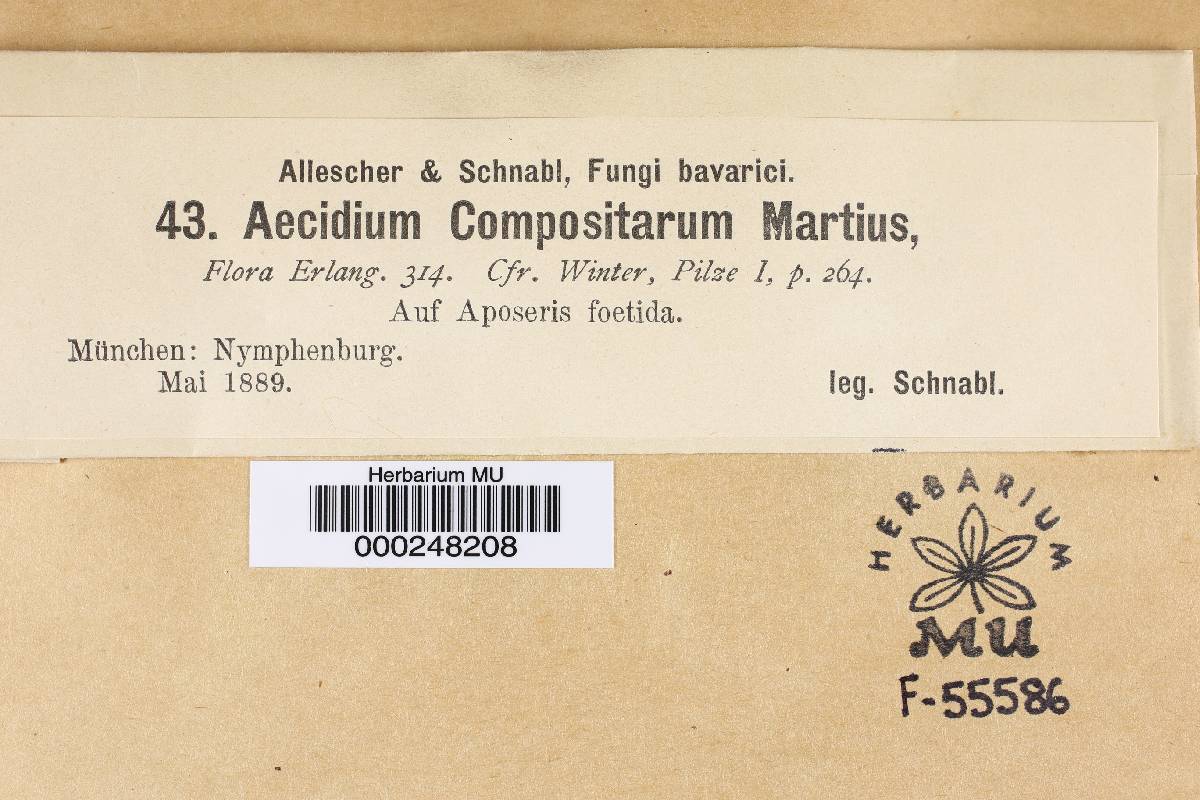 Allescher & Schnabl, Fungi bavarici.
43. Aecidium Compositarum Martius,
Flora Erlang. 314. Cfr. Winter, Pilze I, p. 264.
Auf Aposeris foetida.
München: Nymphenburg.
Mai 1889.
leg. Schnabl.
Herbarium MU
000248208
HERBARIUM
MU
F-55586